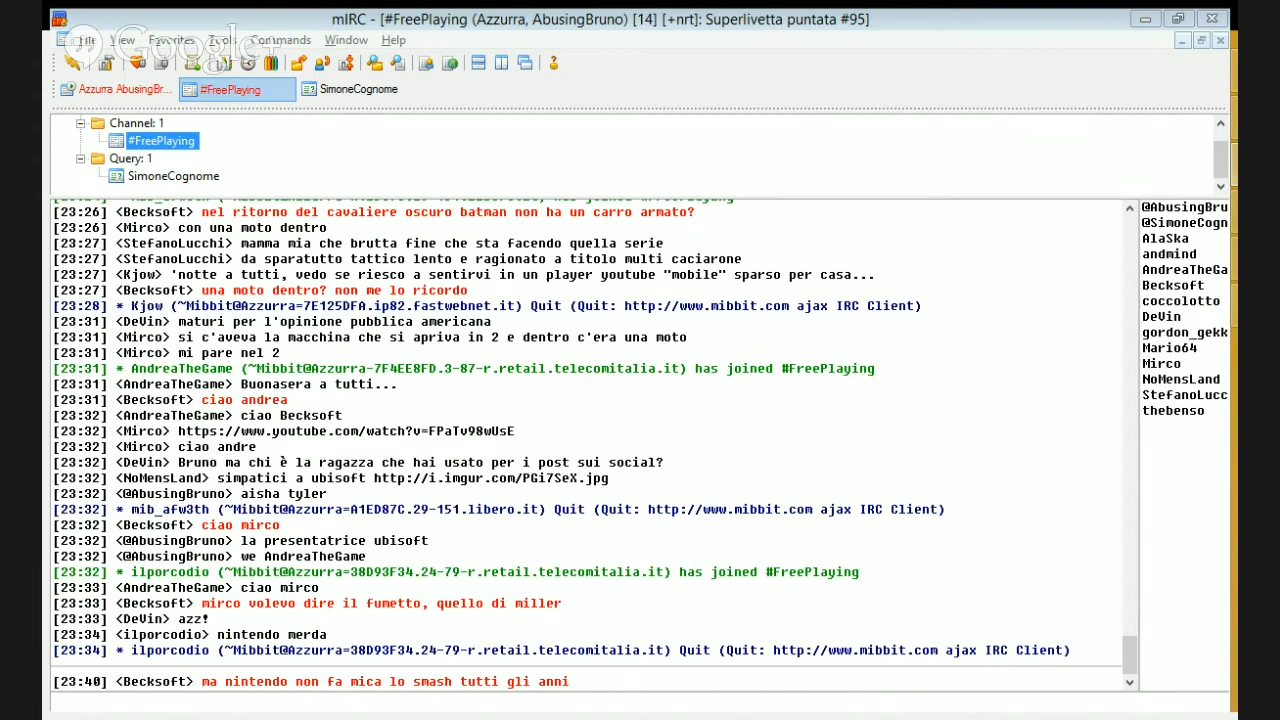 mIRC - [#FreePlaying (Azzurra, AbusingBruno) [14] [+nrt]: Superlivetta puntata #95]
File View Favorites Tools Commands Window Help
Googler
Azzurra AbusingBr... #FreePlaying SimoneCognome
Channel: 1
#FreePlaying
Query: 1
SimoneCognome
[23:26] <Becksoft> nel ritorno del cavaliere oscuro batman non ha un carro armato?
[23:26] <Mirco> con una moto dentro
[23:27] <StefanoLucchi> mamma mia che brutta fine che sta facendo quella serie
[23:27] <StefanoLucchi> da sparatutto tattico lento e ragionato a titolo multi caciarone
[23:27] <Kjow> 'notte a tutti, vedo se riesco a sentirvi in un player youtube "mobile" sparso per casa...
[23:27] <Becksoft> una moto dentro? non me lo ricordo
[23:28] * Kjow (~Mibbit@Azzurra=7E125DFA.ip82.fastwebnet.it) Quit (Quit: http://www.mibbit.com ajax IRC Client)
[23:31] <DeVin> maturi per l'opinione pubblica americana
[23:31] <Mirco> si c'aveva la macchina che si apriva in 2 e dentro c'era una moto
[23:31] <Mirco> mi pare nel 2
[23:31] * AndreaTheGame (~Mibbit@Azzurra-7F4EE8FD.3-87-r.retail.telecomitalia.it) has joined #FreePlaying
[23:31] <AndreaTheGame> Buonasera a tutti...
[23:31] <Becksoft> ciao andrea
[23:32] <AndreaTheGame> ciao Becksoft
[23:32] <Mirco> https://www.youtube.com/watch?v=FPaTv98wUsE
[23:32] <Mirco> ciao andre
[23:32] <DeVin> Bruno ma chi è la ragazza che hai usato per i post sui social?
[23:32] <NoMensLand> simpatici a ubisoft http://i.imgur.com/PGi7SeX.jpg
[23:32] <@AbusingBruno> aisha tyler
[23:32] * mib_afw3th (~Mibbit@Azzurra=A1ED87C.29-151.libero.it) Quit (Quit: http://www.mibbit.com ajax IRC Client)
[23:32] <Becksoft> ciao mirco
[23:32] <@AbusingBruno> la presentatrice ubisoft
[23:32] <@AbusingBruno> we AndreaTheGame
[23:32] * ilporcodio (~Mibbit@Azzurra=38D93F34.24-79-r.retail.telecomitalia.it) has joined #FreePlaying
[23:32] <AndreaTheGame> ciao mirco
[23:33] <Becksoft> mirco volevo dire il fumetto, quello di miller
[23:33] <DeVin> azz!
[23:34] <ilporcodio> nintendo merda
[23:34] * ilporcodio (~Mibbit@Azzurra=38D93F34.24-79-r.retail.telecomitalia.it) Quit (Quit: http://www.mibbit.com ajax IRC Client)
[23:40] <Becksoft> ma nintendo non fa mica lo smash tutti gli anni
@AbusingBru
@SimoneCogn
AlaSka
andmind
AndreaTheGa
Becksoft
coccolotto
DeVin
gordon_gekk
Mario64
Mirco
NoMensLand
StefanoLucc
thebenso